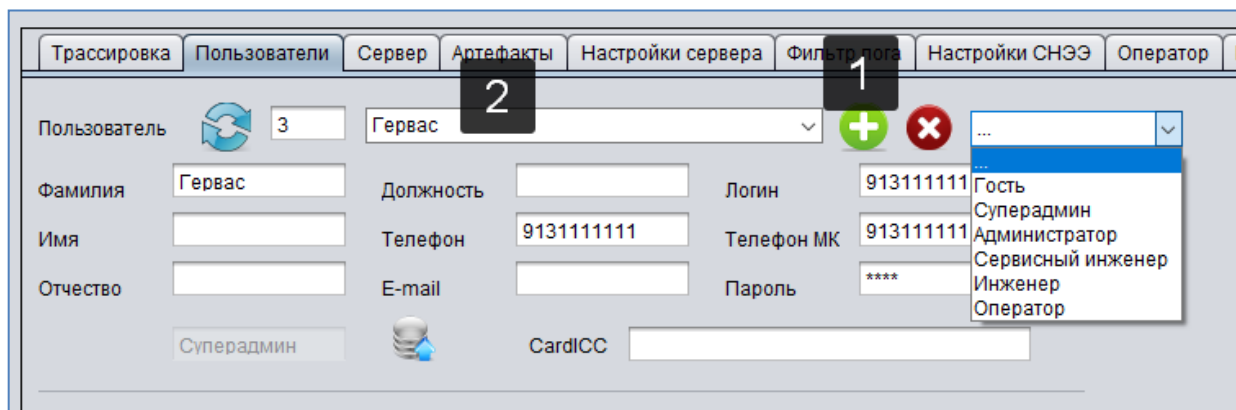 Трассировка Пользователи Сервер Артефакты Настройки сервера Фильтр лога Настройки СНЭЭ Оператор
1
2
Пользователь 3 Гервас ...
...
Фамилия Гервас Должность Логин 913111111 Гость
Суперадмин
Имя Телефон 9131111111 Телефон МК 913111111 Администратор
Сервисный инженер
Отчество E-mail Пароль **** Инженер
Оператор
Суперадмин CardICC